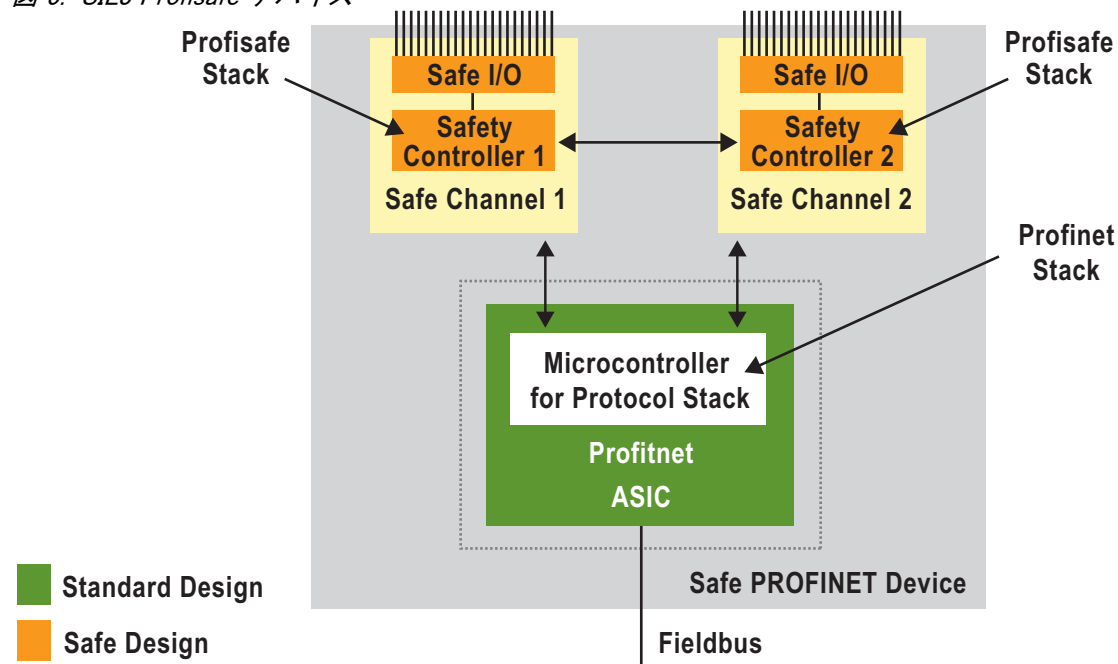 Profisafe
Stack
Safe I/O
Safety
Controller 1
Safe Channel 1
Safe I/O
Safety
Controller 2
Safe Channel 2
Profisafe
Stack
Profinet
Stack
Microcontroller
for Protocol Stack
Profitnet
ASIC
Safe PROFINET Device
Standard Design
Safe Design
Fieldbus